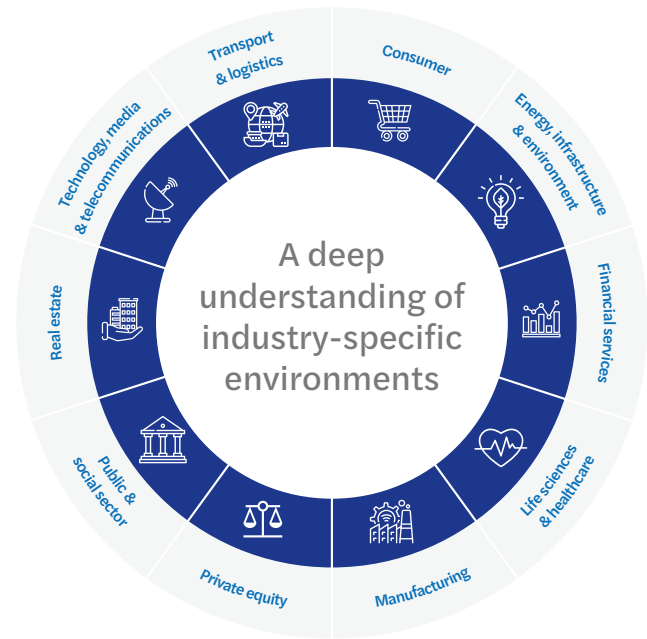 A deep
understanding of
industry-specific
environments
Consumer
Energy, infrastructure
& environment
Financial services
Life sciences
& healthcare
Manufacturing
Private equity
Public &
social sector
Real estate
Technology, media
& telecommunications
Transport
& logistics